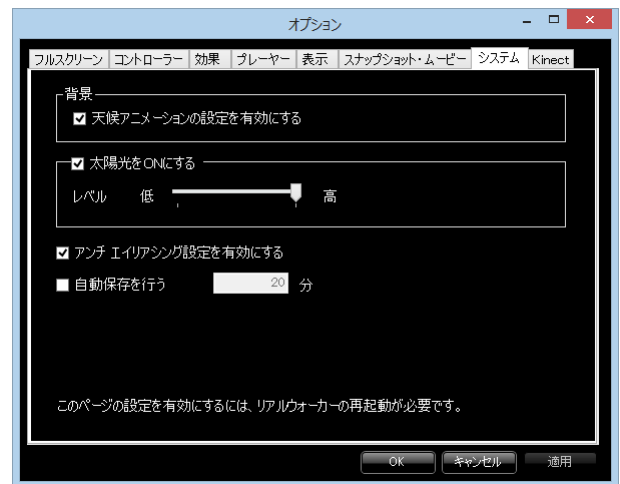 オプション
フルスクリーン コントローラー 効果 プレーヤー 表示 スナップショット・ムービー システム Kinect
背景
天候アニメーションの設定を有効にする
太陽光をONにする
レベル 低 高
アンチ エイリアシング設定を有効にする
自動保存を行う 20 分
このページの設定を有効にするには、リアルウォーカーの再起動が必要です。
OK キャンセル 適用